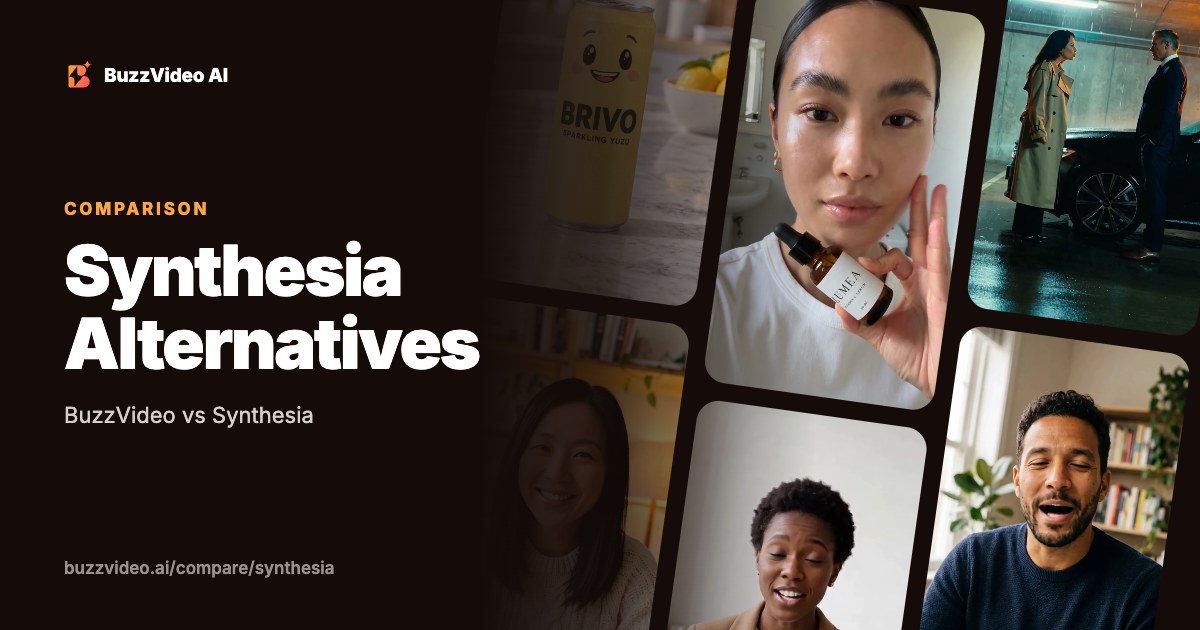 BuzzVideo AI
COMPARISON
Synthesia
Alternatives
BuzzVideo vs Synthesia
buzzvideo.ai/compare/synthesia
BRIVO
SPARKLING YUZU